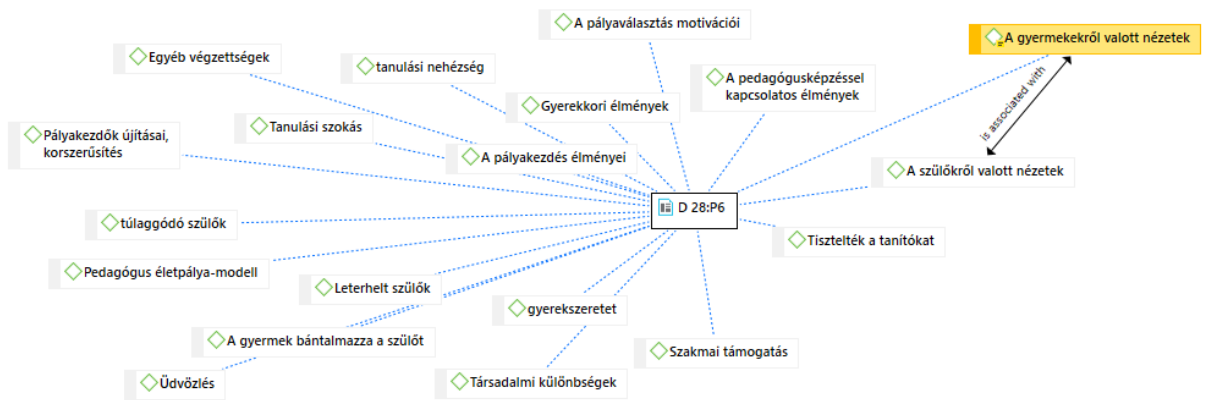 A pályaválasztás motivációi
A gyermekekről valott nézetek
Egyéb végzettségek
tanulási nehézség
A pedagógusképzéssel
kapcsolatos élmények
Gyerekkori élmények
is associated with
Pályakezdők újításai,
korszerűsítés
Tanulási szokás
A pályakezdés élményei
A szülőkről valott nézetek
D 28:P6
túlaggódó szülők
Tisztelték a tanítókat
Pedagógus életpálya-modell
Leterhelt szülők
gyerekszeretet
A gyermek bántalmazza a szülőt
Szakmai támogatás
Üdvözlés
Társadalmi különbségek